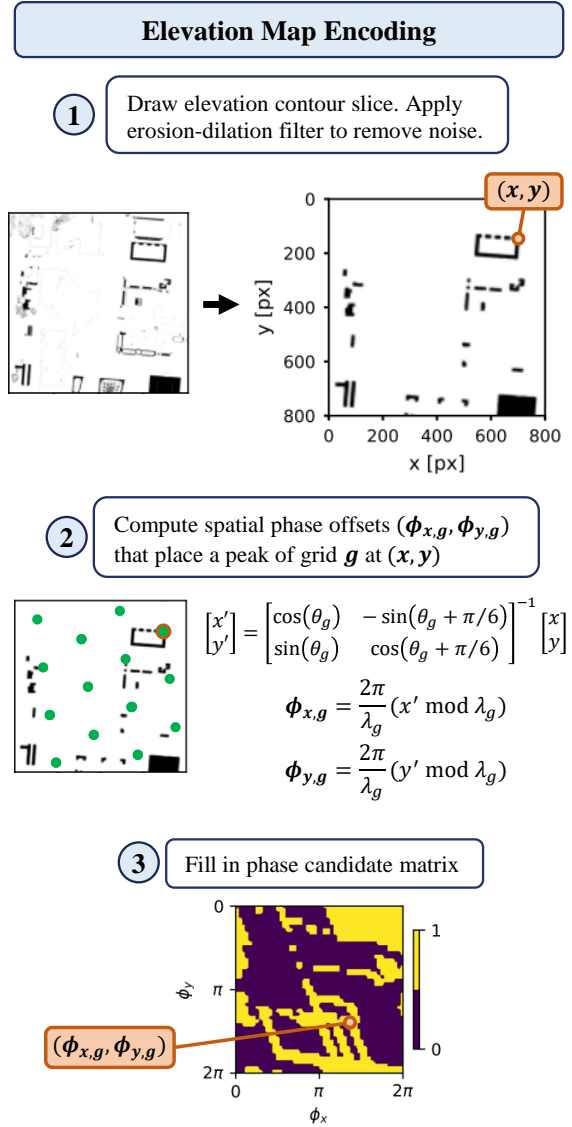 Elevation Map Encoding
1
Draw elevation contour slice. Apply
erosion-dilation filter to remove noise.
(x, y)
0
200
400
600
800
y [px]
0 200 400 600 800
x [px]
2
Compute spatial phase offsets (ϕx,g, ϕy,g)
that place a peak of grid g at (x, y)
[x′ y′] = [cos(θg) − sin(θg + π/6) sin(θg) cos(θg + π/6)]⁻¹ [x y]
ϕx,g = 2π/λg (x′ mod λg)
ϕy,g = 2π/λg (y′ mod λg)
3
Fill in phase candidate matrix
0
π
2π
ϕy
0 π 2π
ϕx
1
0
(ϕx,g, ϕy,g)